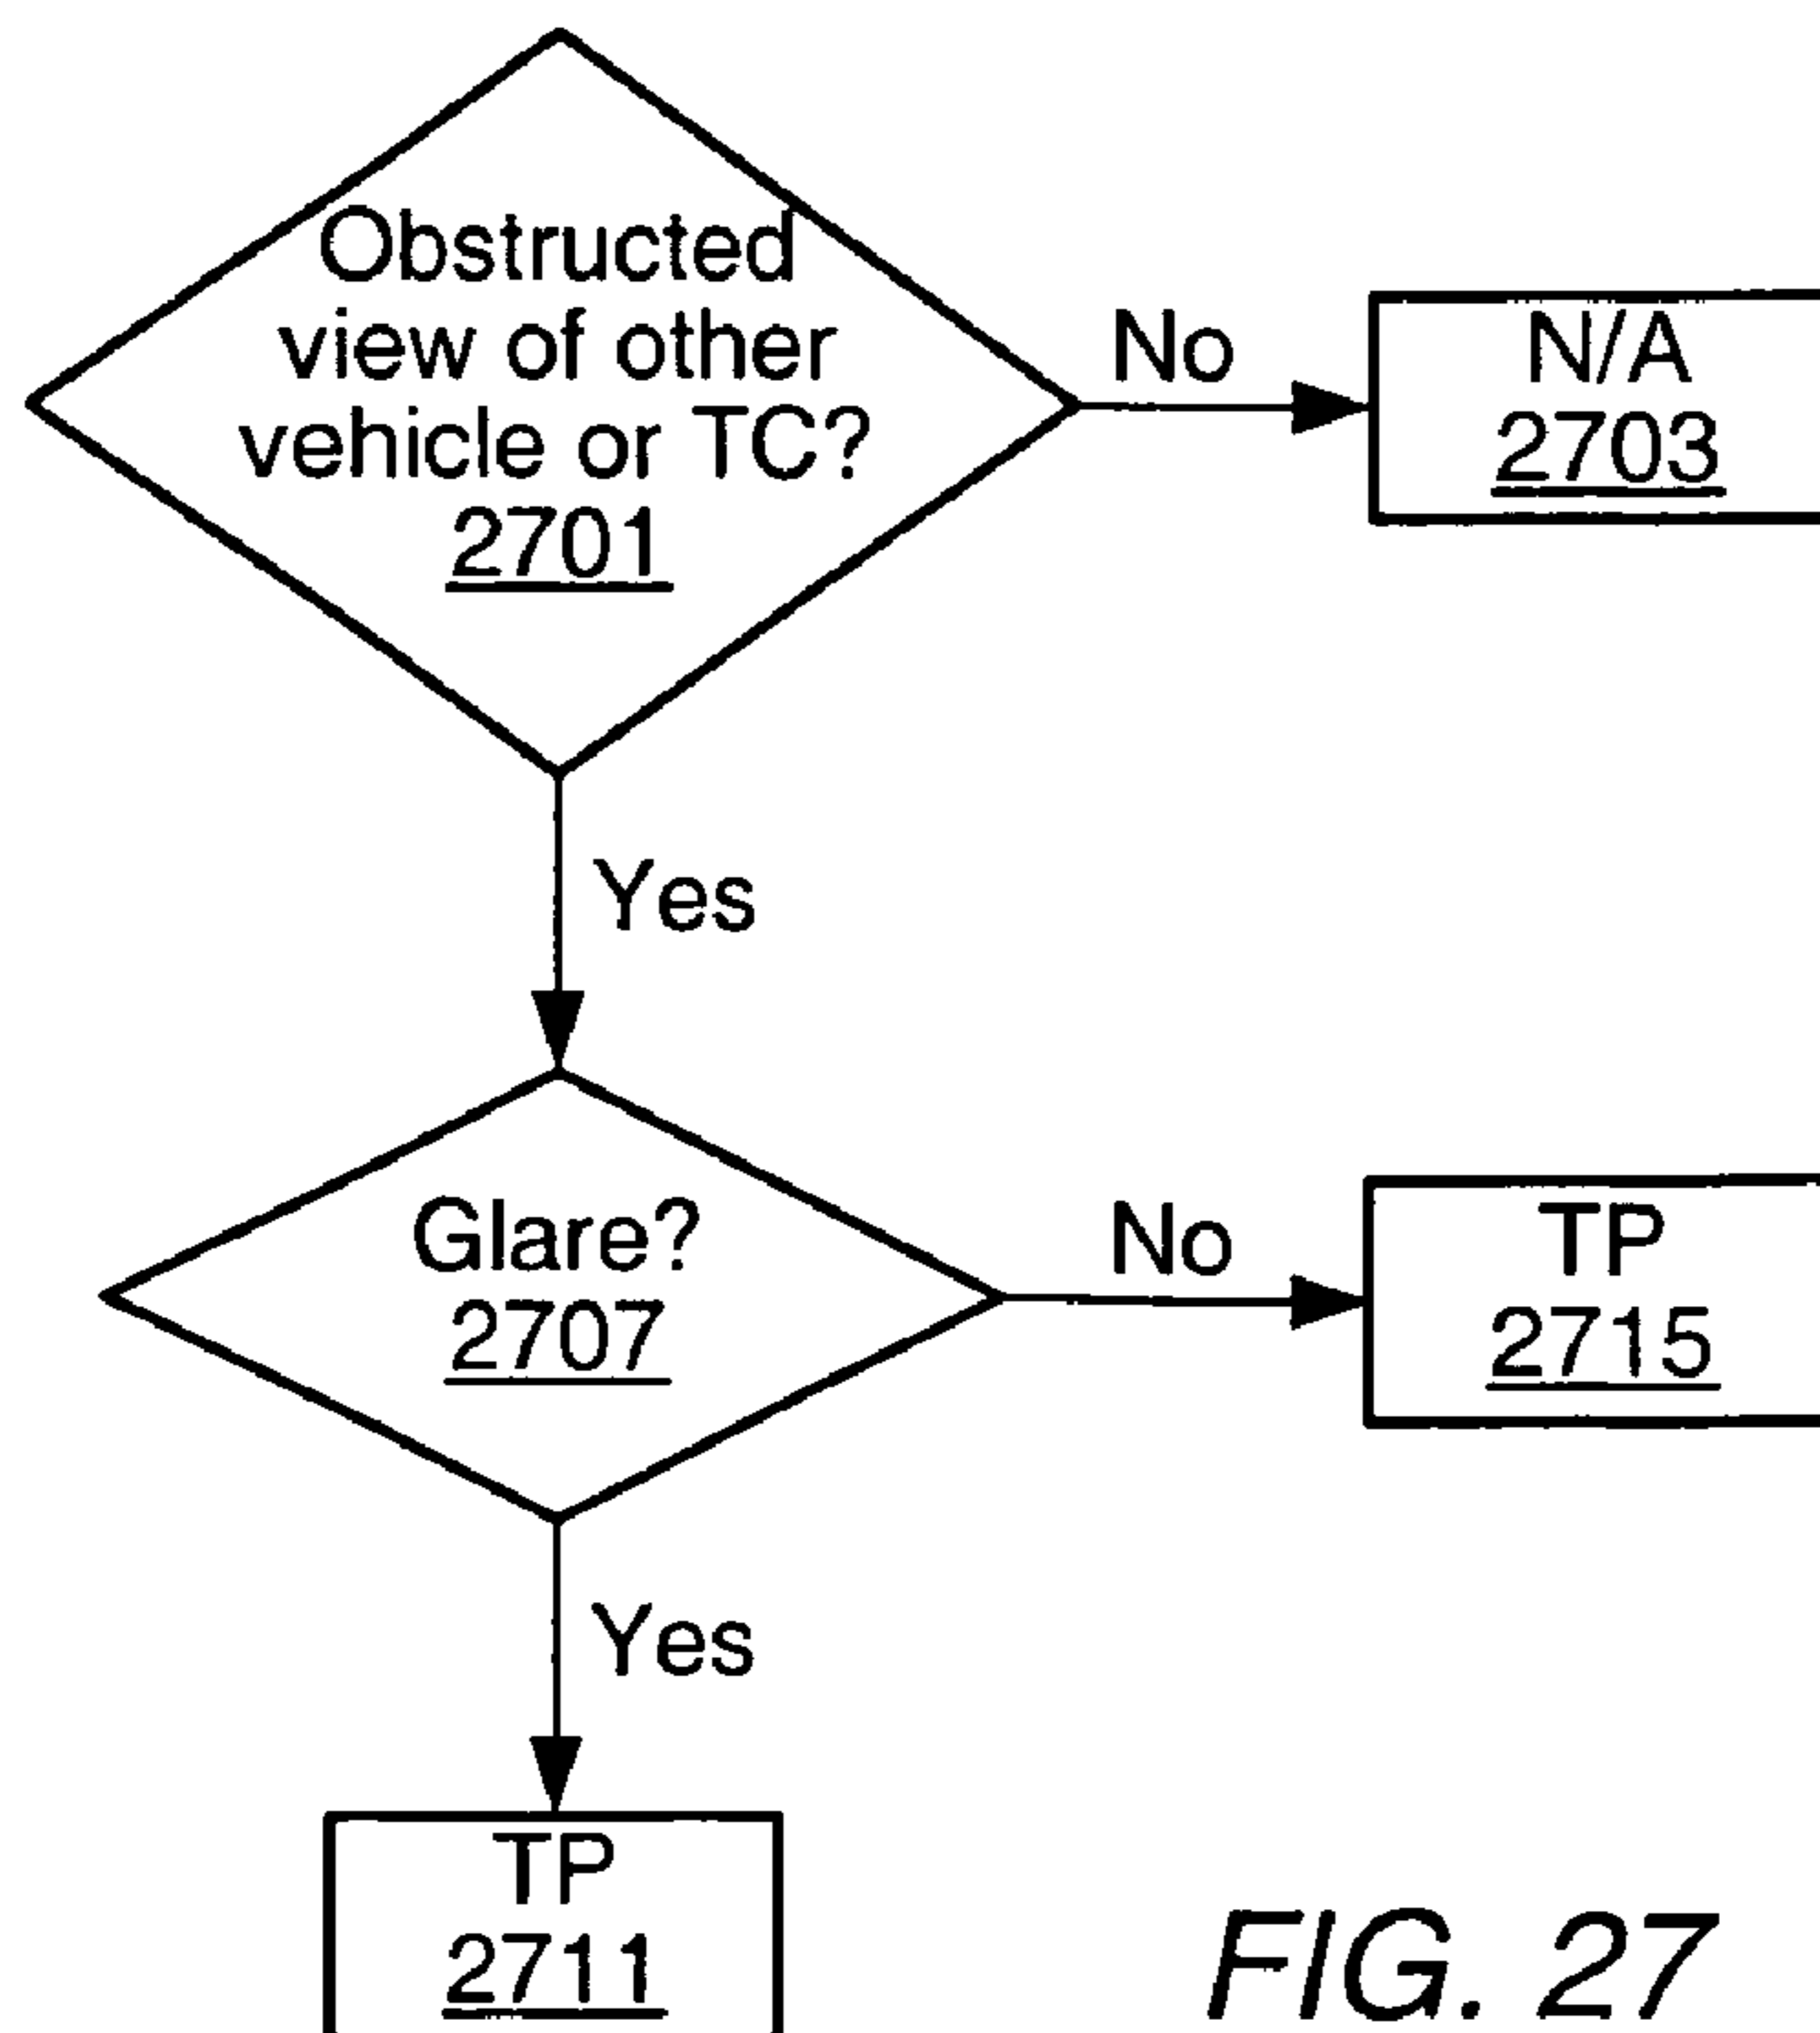 Obstructed
view of other
vehicle or TC?
2701
No
N/A
2703
Yes
Glare?
2707
No
TP
2715
Yes
TP
2711
FIG. 27